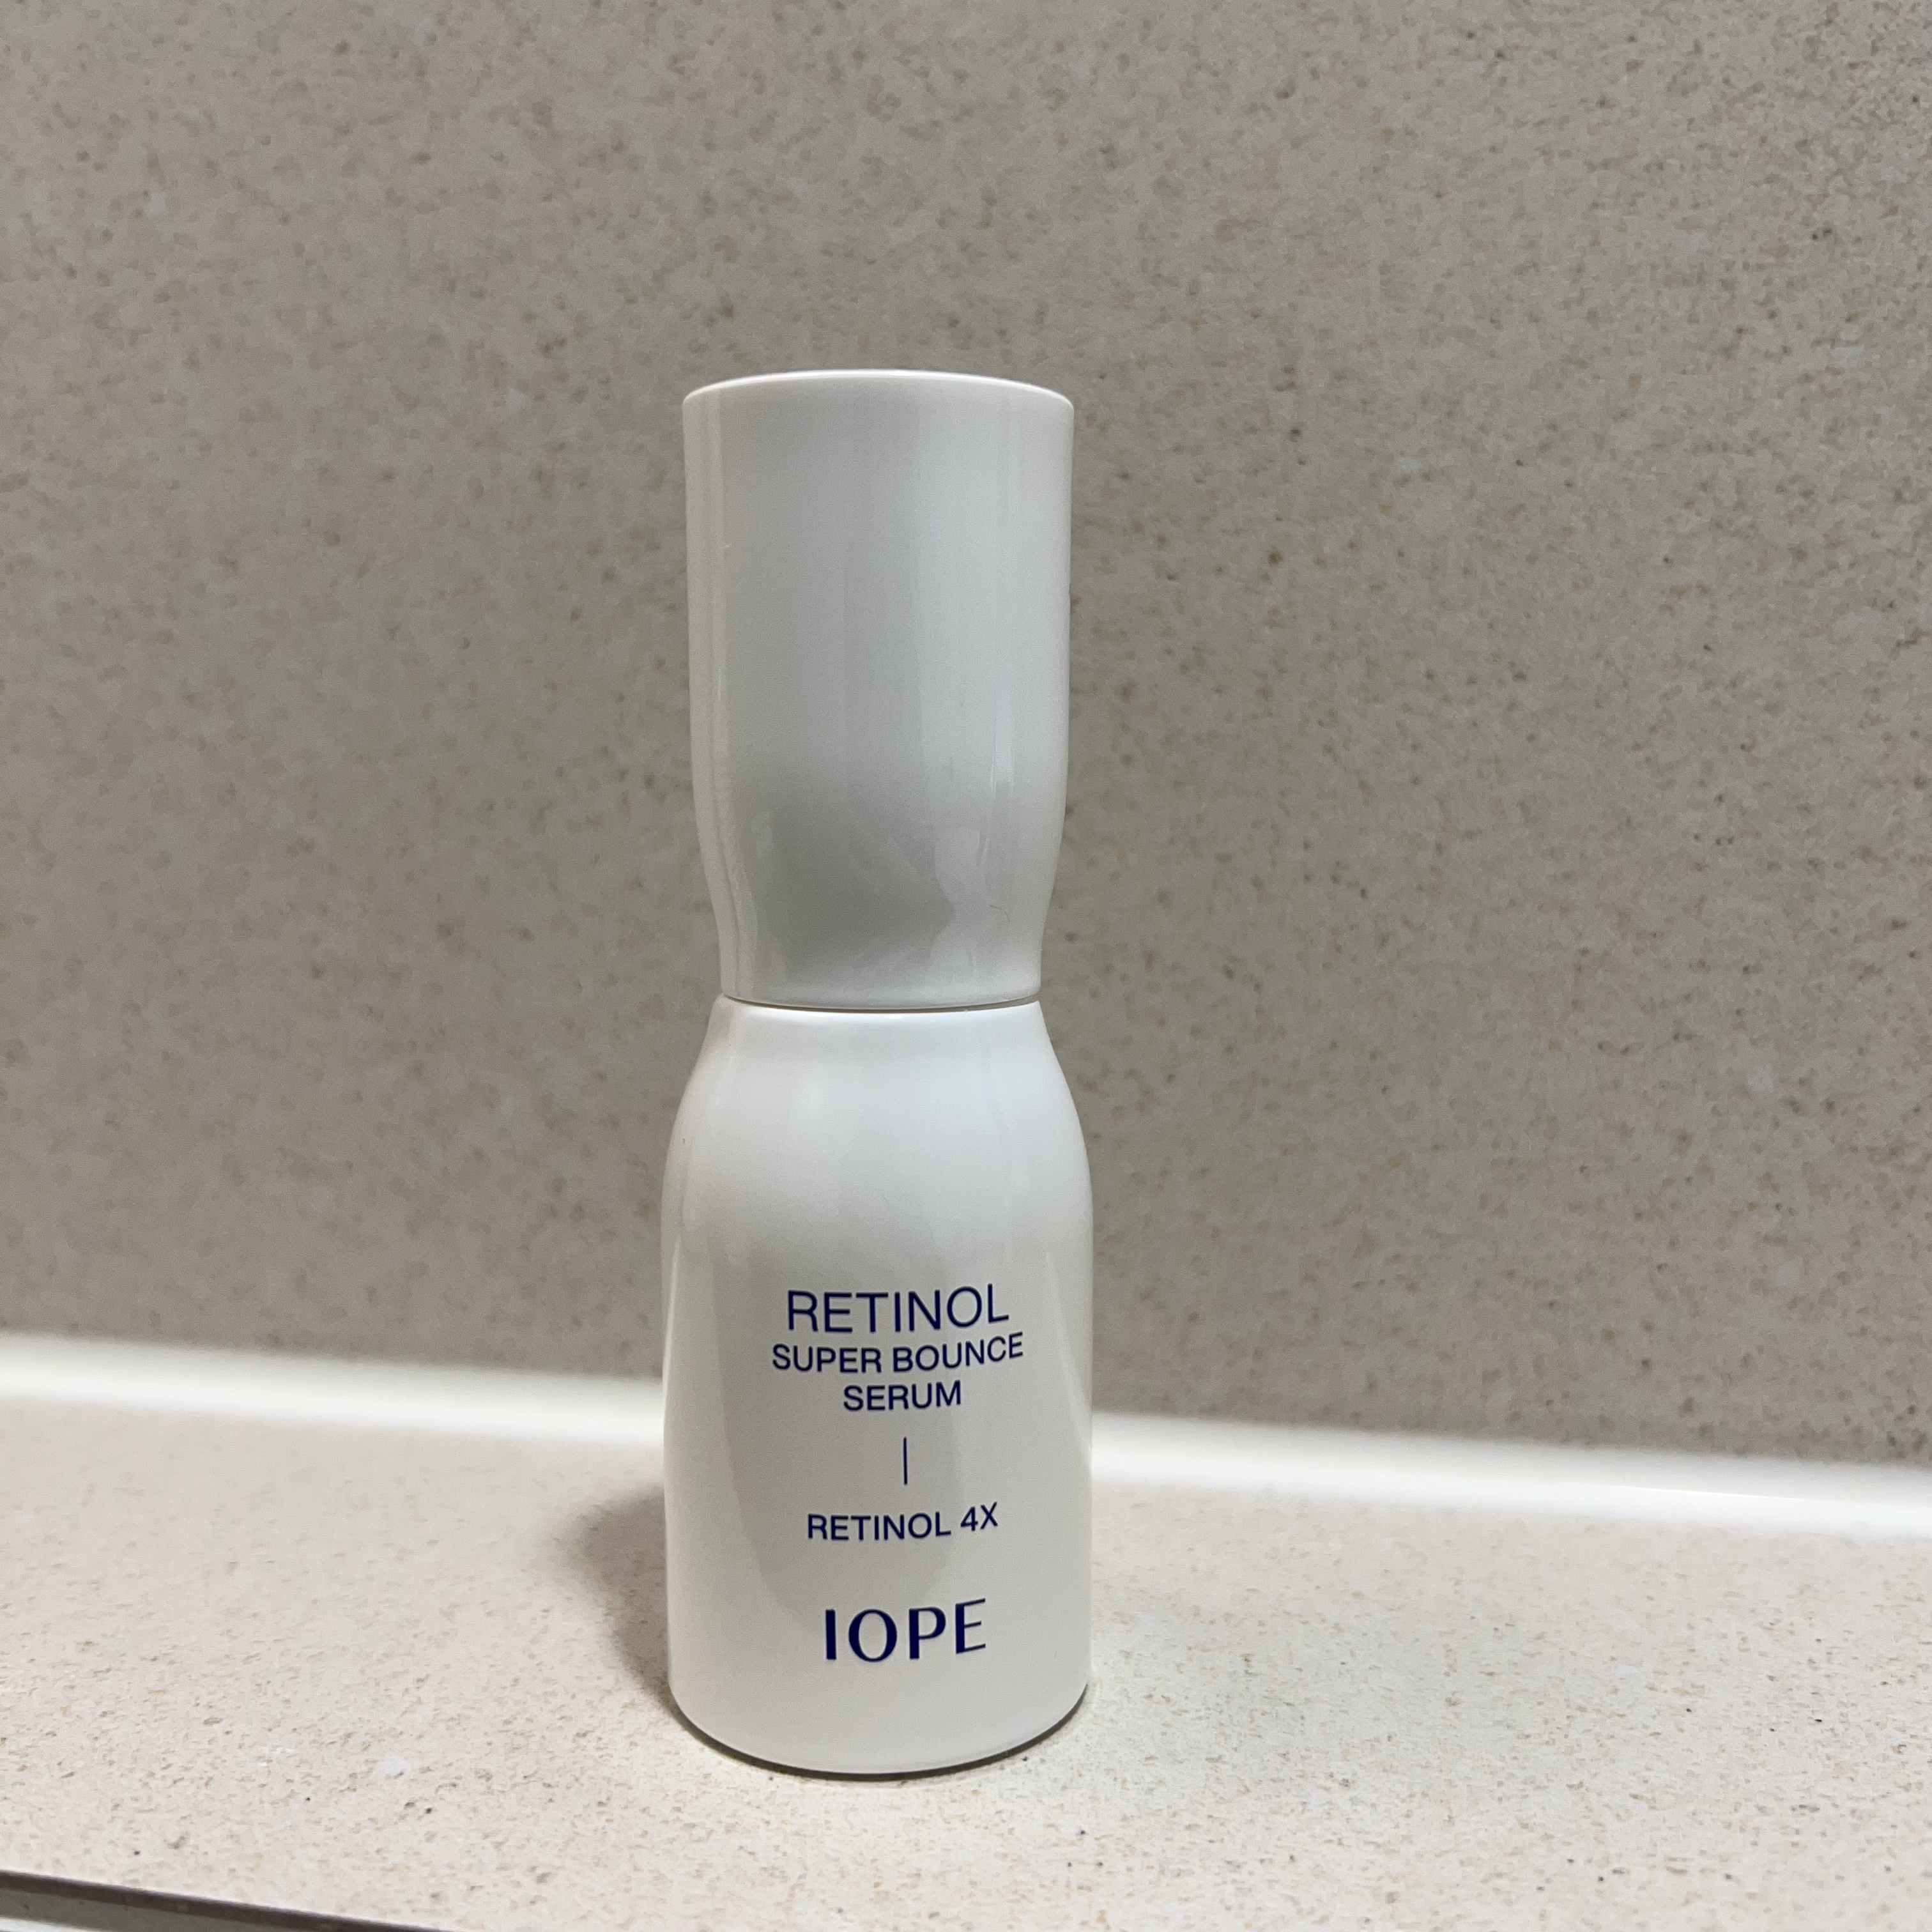 RETINOL
SUPER BOUNCE
SERUM
RETINOL 4X
IOPE